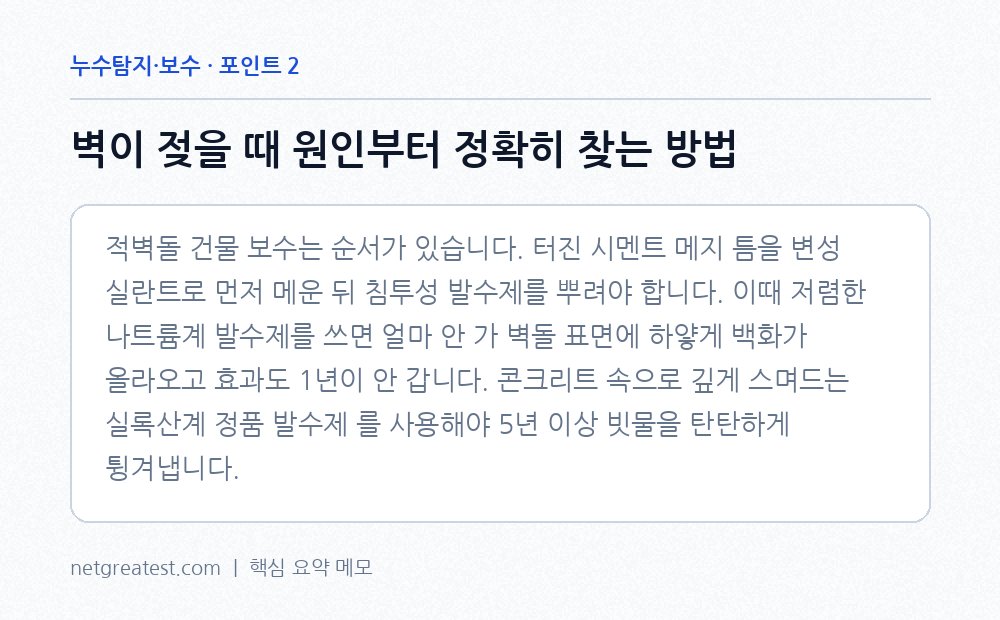 누수탐지·보수 · 포인트 2
벽이 젖을 때 원인부터 정확히 찾는 방법
적벽돌 건물 보수는 순서가 있습니다. 터진 시멘트 메지 틈을 변성
실란트로 먼저 메운 뒤 침투성 발수제를 뿌려야 합니다. 이때 저렴한
나트륨계 발수제를 쓰면 얼마 안 가 벽돌 표면에 하얗게 백화가
올라오고 효과도 1년이 안 갑니다. 콘크리트 속으로 깊게 스며드는
실록산계 정품 발수제 를 사용해야 5년 이상 빗물을 탄탄하게
튕겨냅니다.
netgreatest.com | 핵심 요약 메모